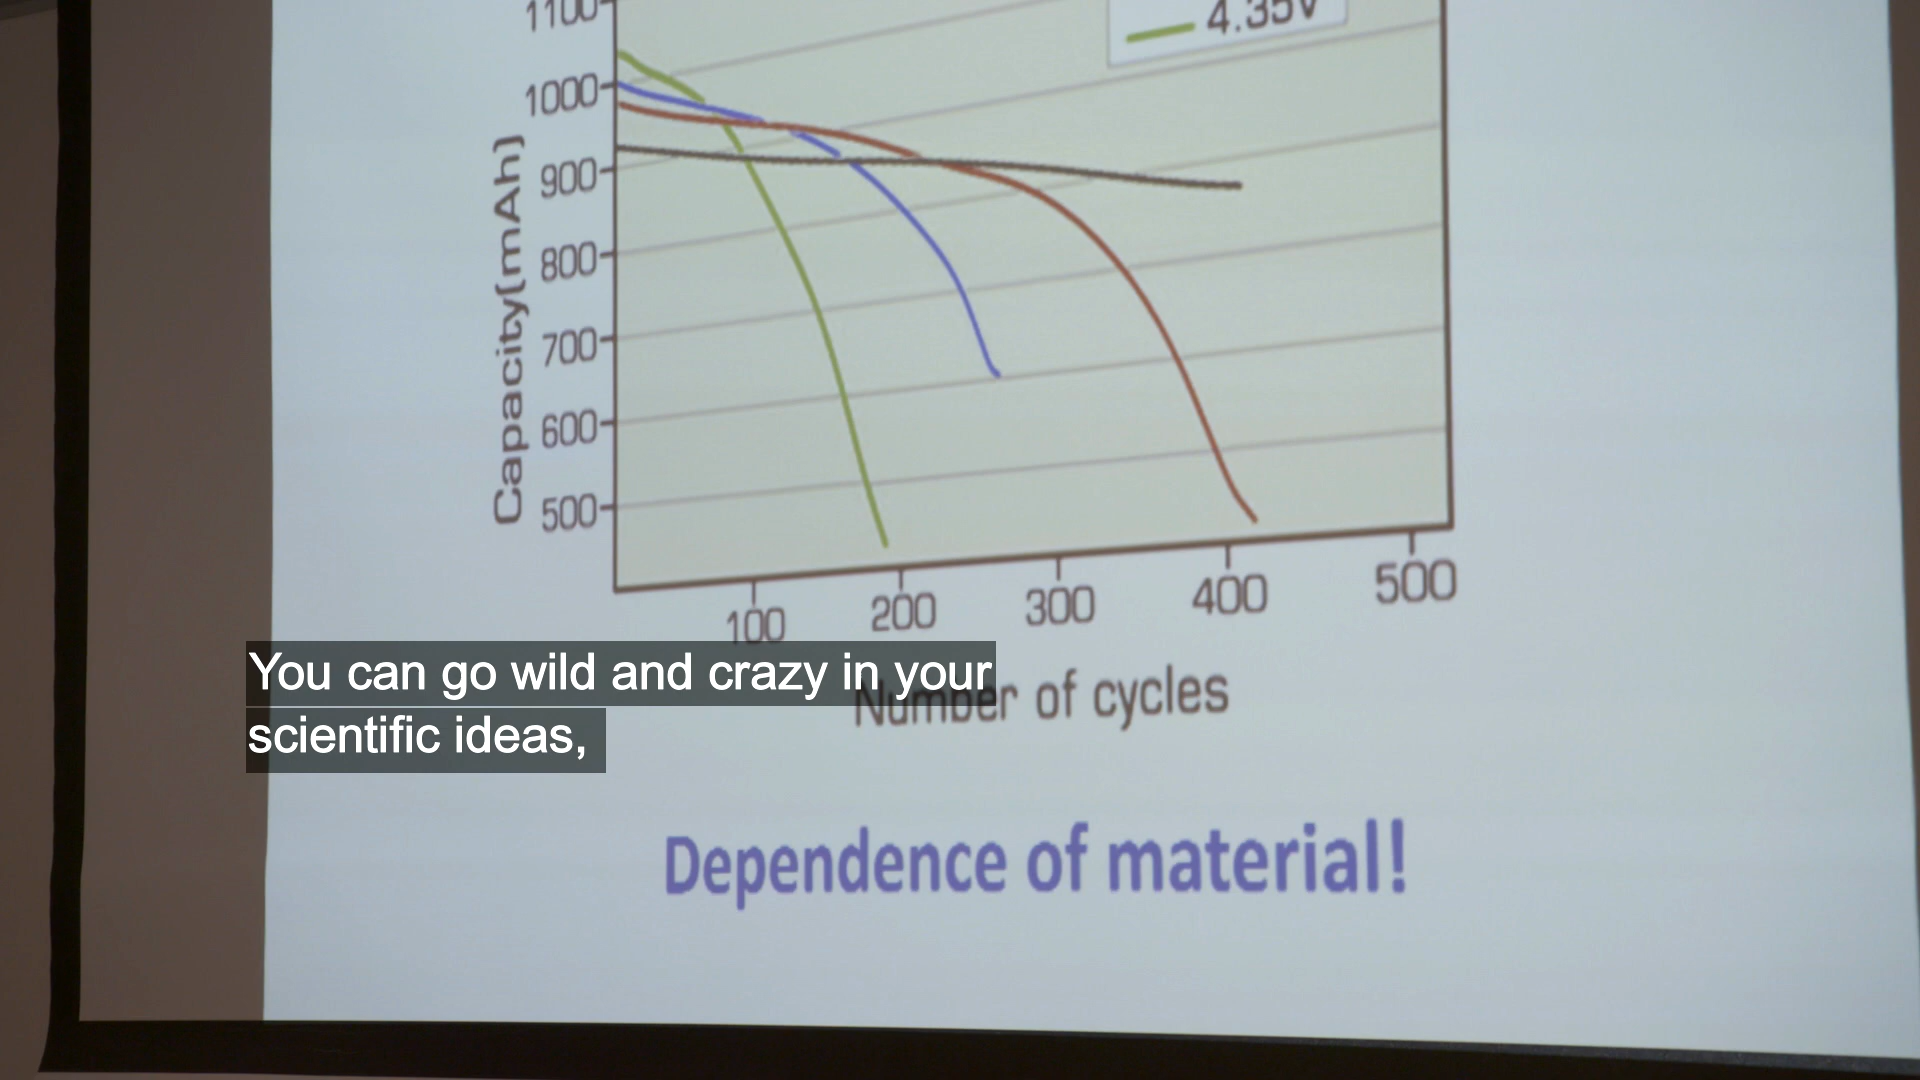 1100
4.35V
1000
900
800
700
600
500
Capacity(mAh)
100 200 300 400 500
Number of cycles
You can go wild and crazy in your
scientific ideas,
Dependence of material!